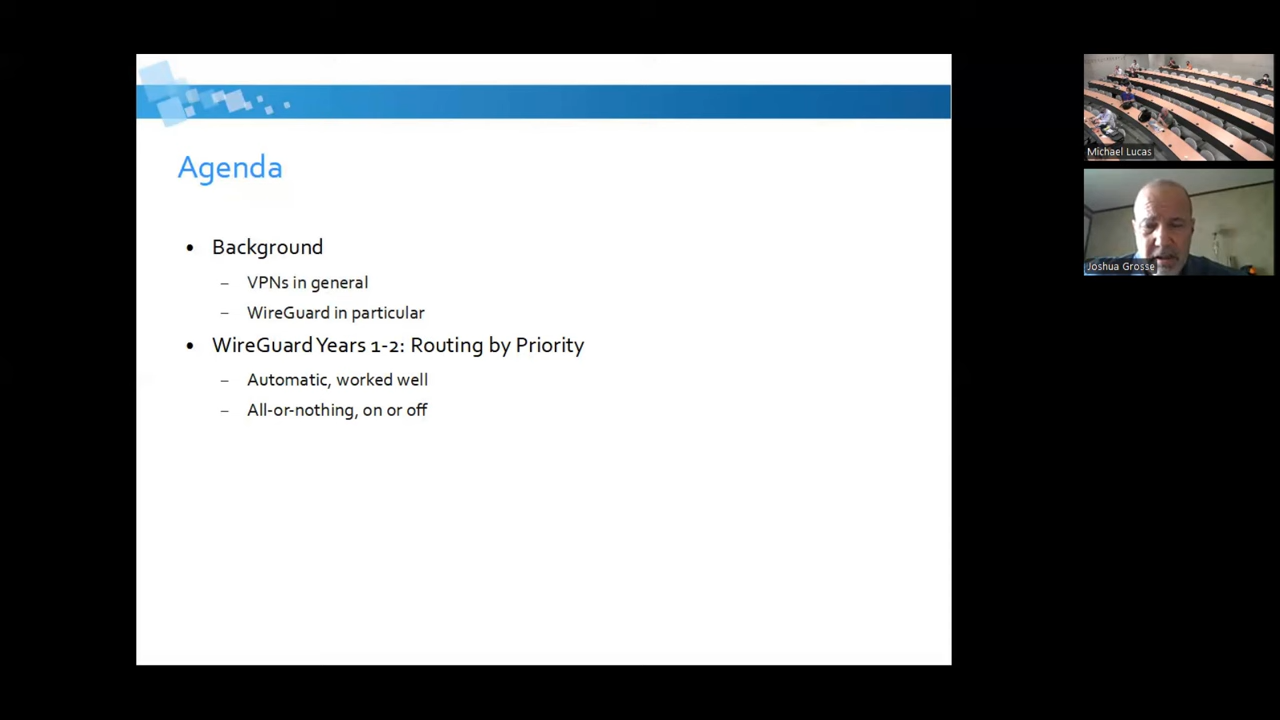 Agenda
• Background
– VPNs in general
– WireGuard in particular
• WireGuard Years 1-2: Routing by Priority
– Automatic, worked well
– All-or-nothing, on or off
Michael Lucas
Joshua Grosse